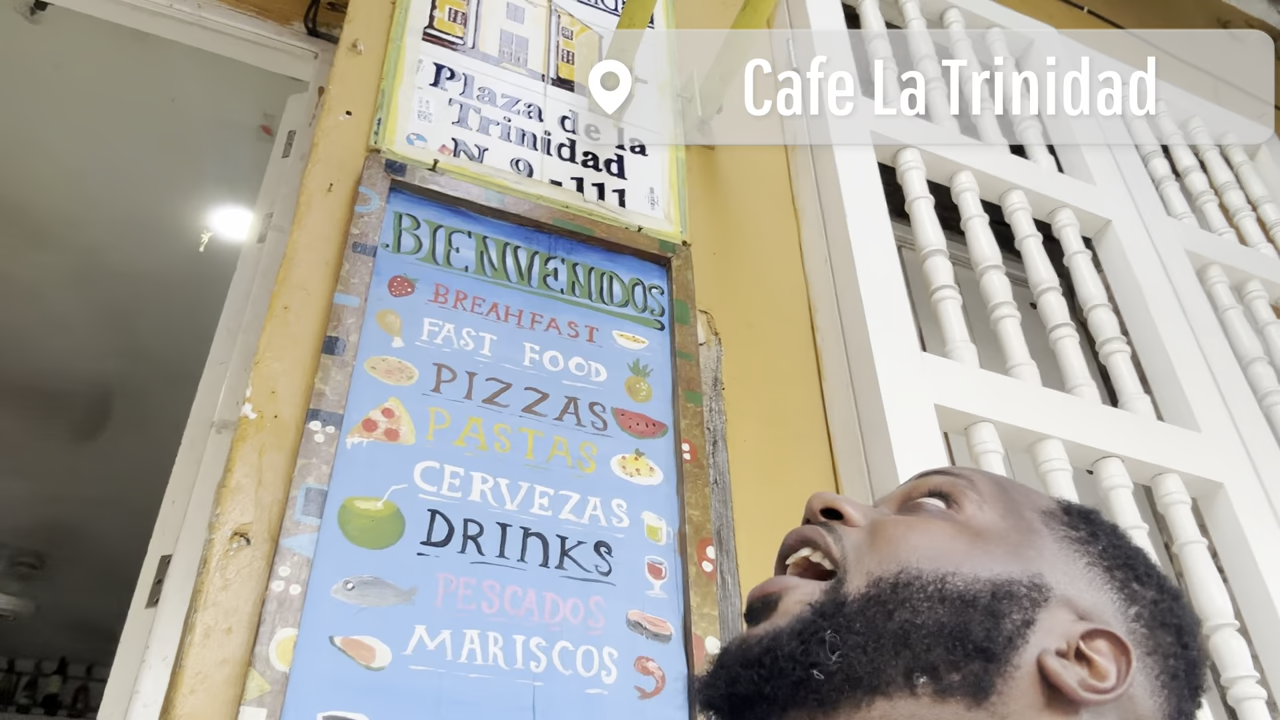 Cafe La Trinidad
Plaza de la
Trinidad
BIENVENIDOS
BREAHFAST
FAST FOOD
PIZZAS
PASTAS
CERVEZAS
DRINKS
PESCADOS
MARISCOS